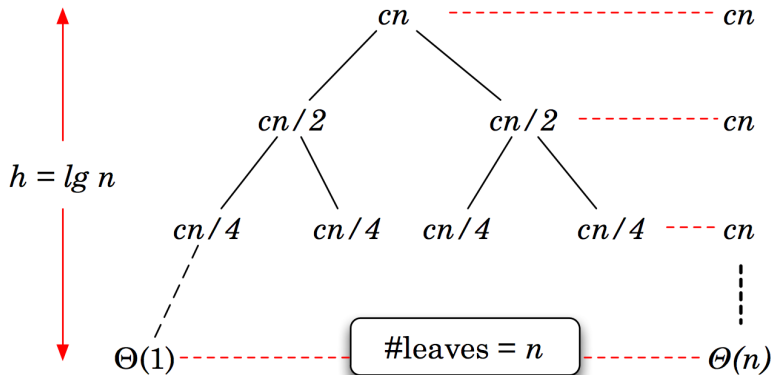 cn cn
cn/2 cn/2 cn
h = lg n
cn/4 cn/4 cn/4 cn/4 cn
Θ(1) #leaves = n Θ(n)